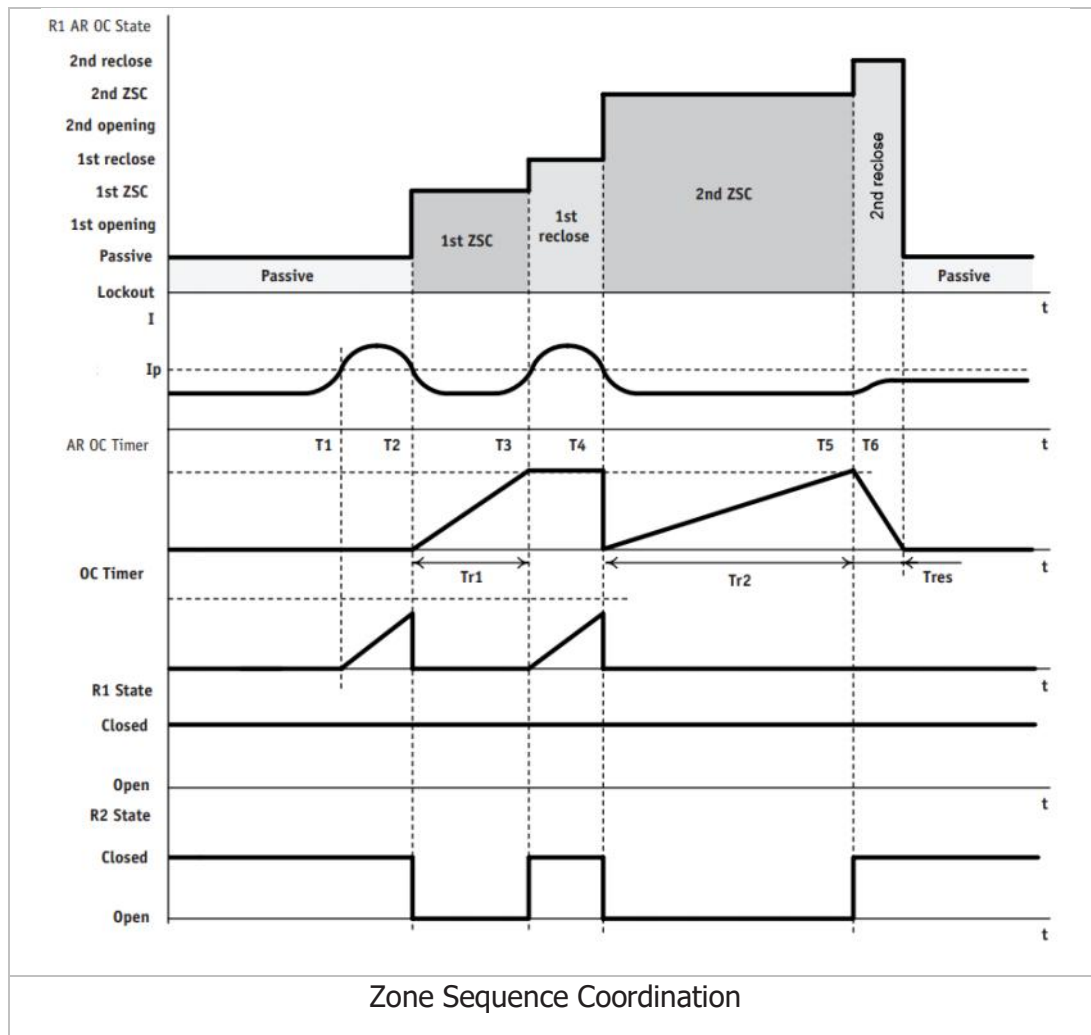 R1 AR OC State
2nd reclose
2nd ZSC
2nd opening
1st reclose
1st ZSC
1st opening
Passive
Lockout
Passive
1st ZSC
1st
reclose
2nd ZSC
2nd reclose
Passive
t
I
Ip
AR OC Timer
T1
T2
T3
T4
T5
T6
t
OC Timer
Tr1
Tr2
Tres
t
R1 State
t
Closed
Open
t
R2 State
Closed
Open
t
Zone Sequence Coordination